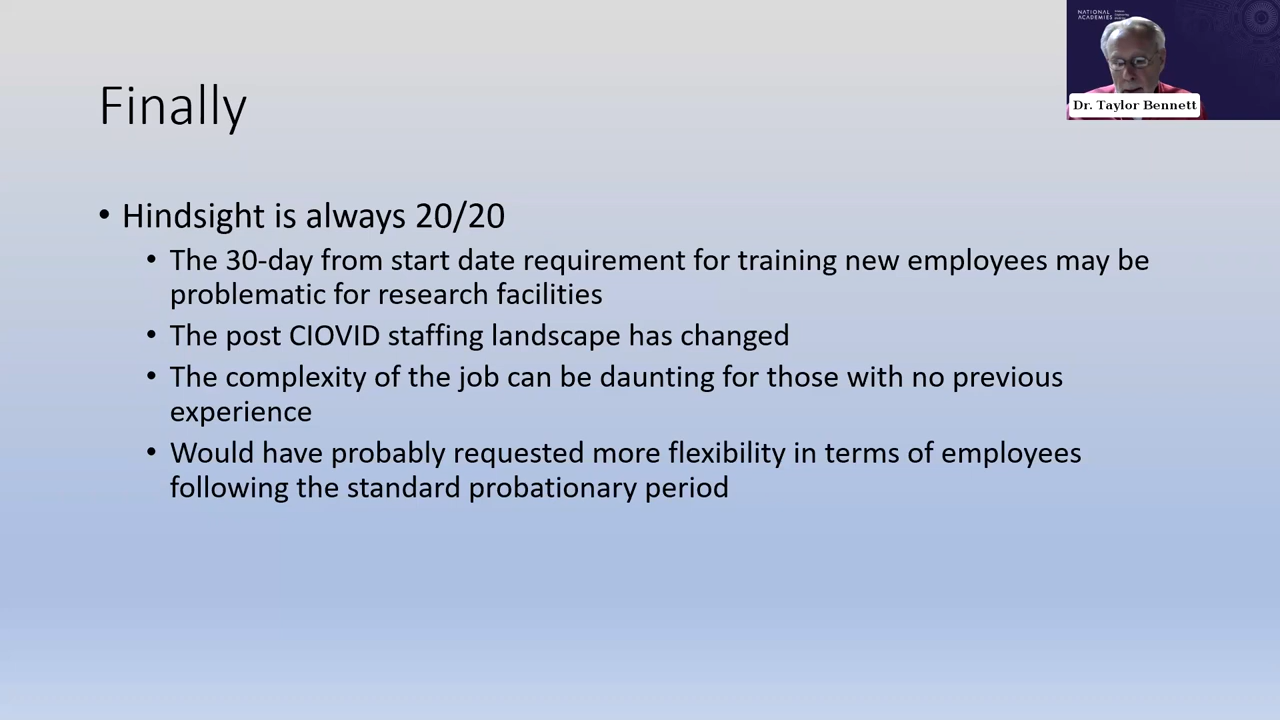 Finally
• Hindsight is always 20/20
• The 30-day from start date requirement for training new employees may be
problematic for research facilities
• The post CIOVID staffing landscape has changed
• The complexity of the job can be daunting for those with no previous
experience
• Would have probably requested more flexibility in terms of employees
following the standard probationary period
NATIONAL
ACADEMIES
Dr. Taylor Bennett